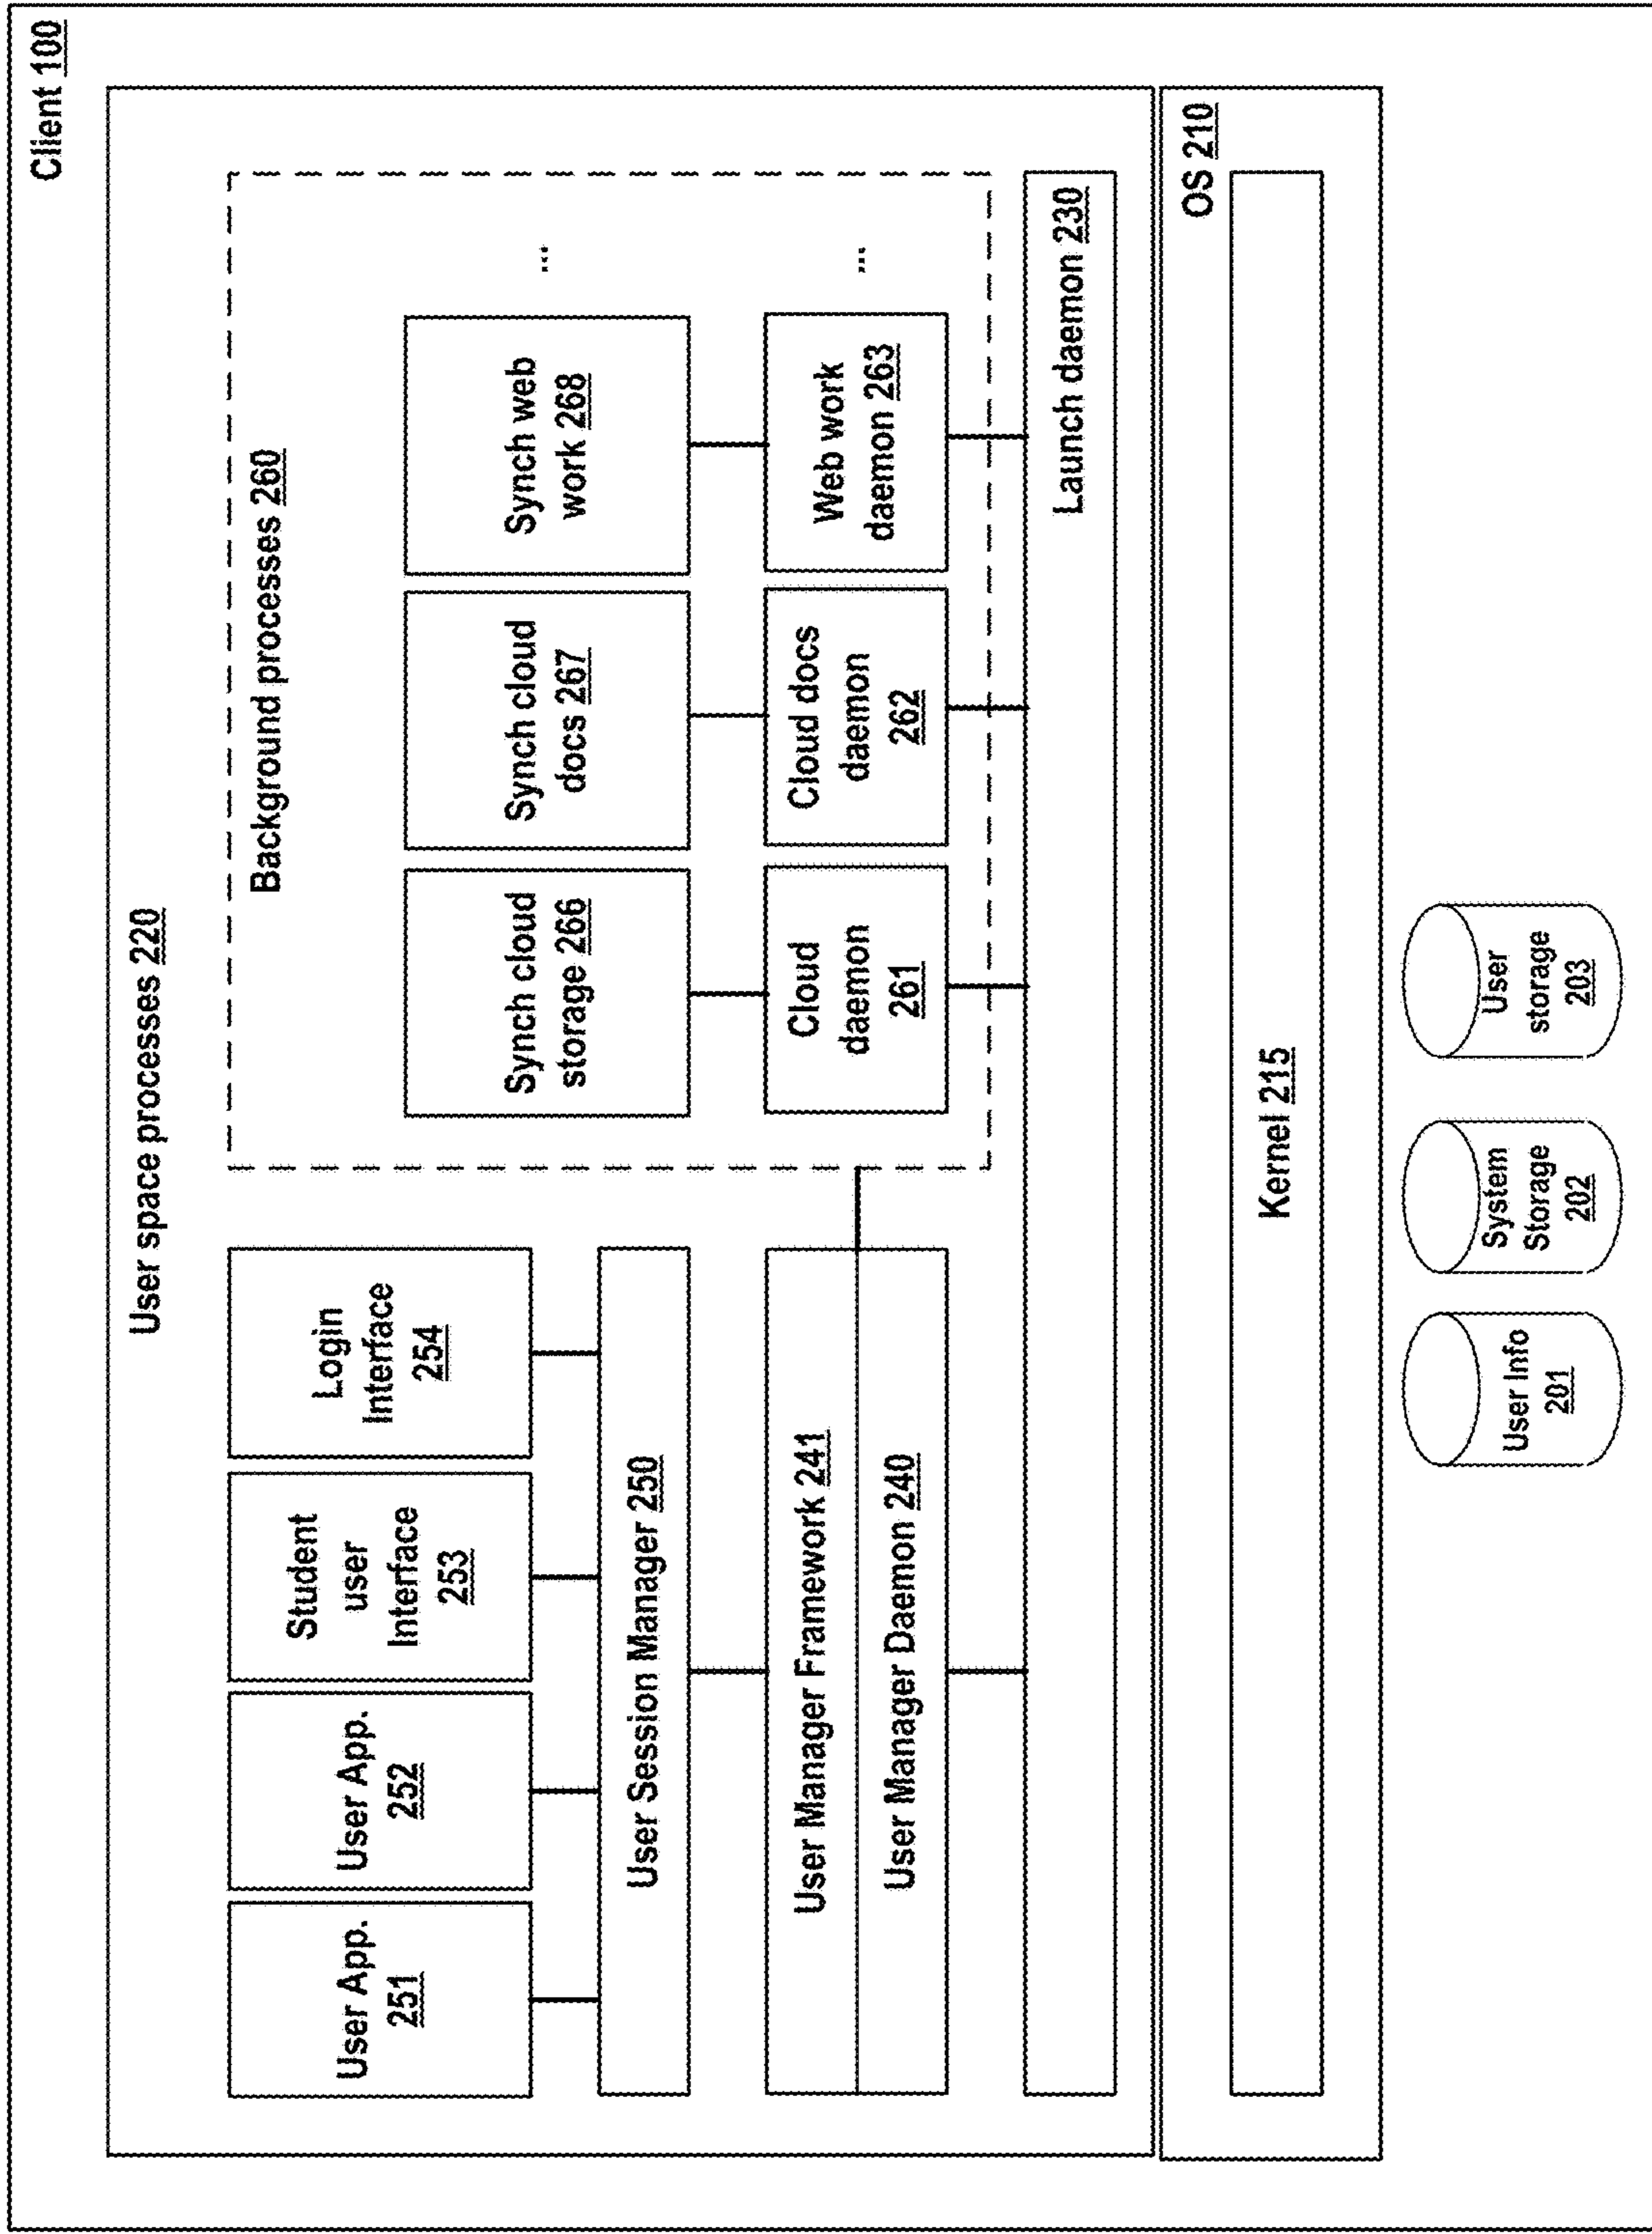 Client 100
User space processes 220
Background processes 260
User App.
251
User App.
252
Student
user
Interface
253
Login
Interface
254
Synch cloud
storage 266
Synch cloud
docs 267
Synch web
work 268
...
User Session Manager 250
User Manager Framework 241
User Manager Daemon 240
Cloud
daemon
261
Cloud docs
daemon
262
Web work
daemon 263
...
Launch daemon 230
OS 210
Kernel 215
User Info
201
System
Storage
202
User
storage
203